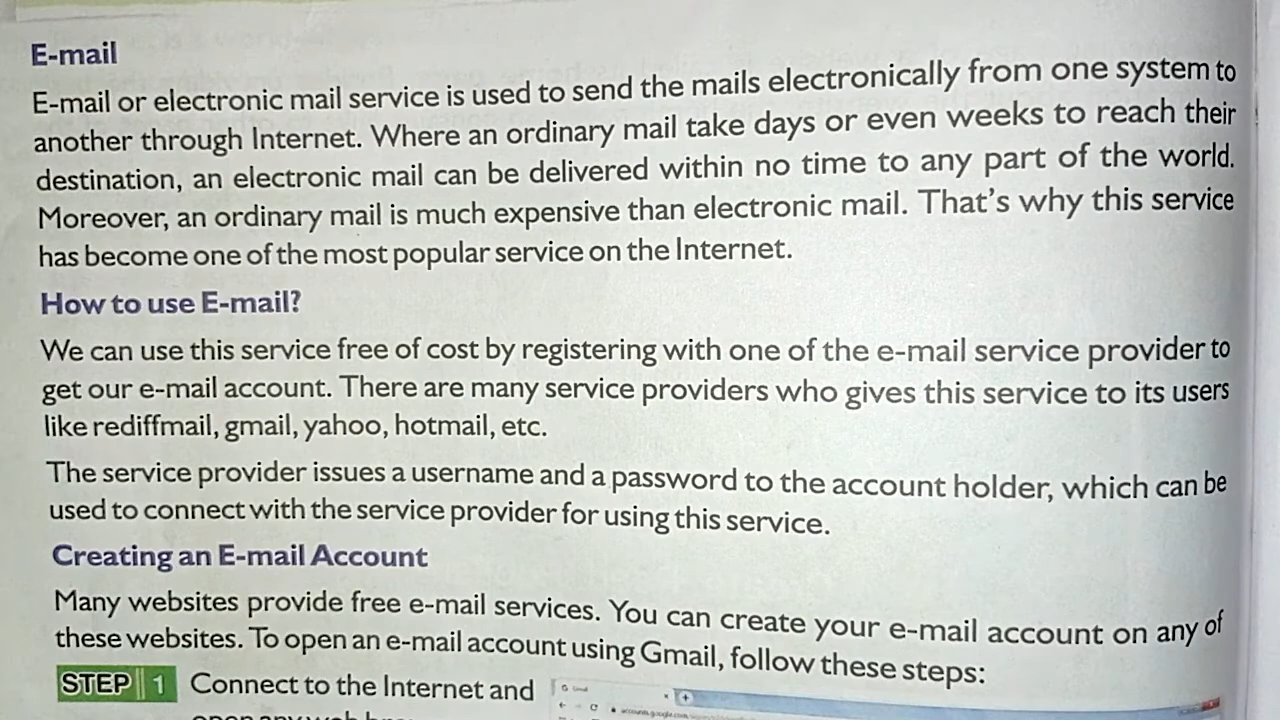 E-mail
E-mail or electronic mail service is used to send the mails electronically from one system to
another through Internet. Where an ordinary mail take days or even weeks to reach their
destination, an electronic mail can be delivered within no time to any part of the world.
Moreover, an ordinary mail is much expensive than electronic mail. That's why this service
has become one of the most popular service on the Internet.
How to use E-mail?
We can use this service free of cost by registering with one of the e-mail service provider to
get our e-mail account. There are many service providers who gives this service to its users
like rediffmail, gmail, yahoo, hotmail, etc.
The service provider issues a username and a password to the account holder, which can be
used to connect with the service provider for using this service.
Creating an E-mail Account
Many websites provide free e-mail services. You can create your e-mail account on any of
these websites. To open an e-mail account using Gmail, follow these steps:
STEP 1 Connect to the Internet and